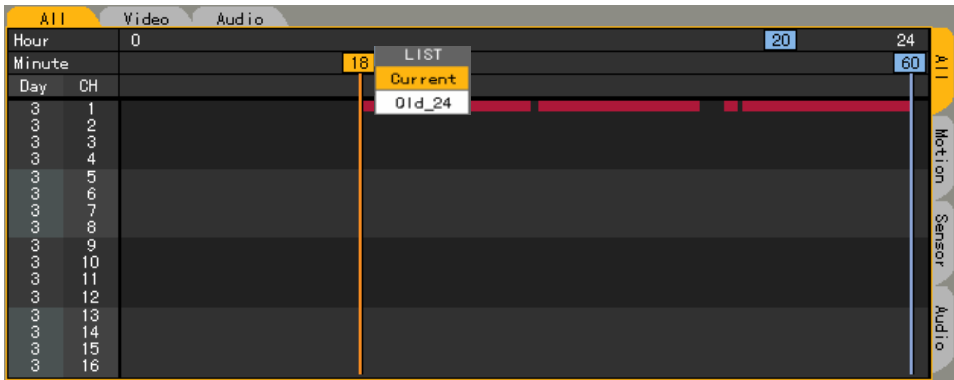 All Video Audio
Hour 0 20 24
LIST
Minute 18 60
Current
Day CH
Old_24
3 1
3 2
3 3
3 4
3 5
3 6
3 7
3 8
3 9
3 10
3 11
3 12
3 13
3 14
3 15
3 16
All
Motion
Sensor
Audio